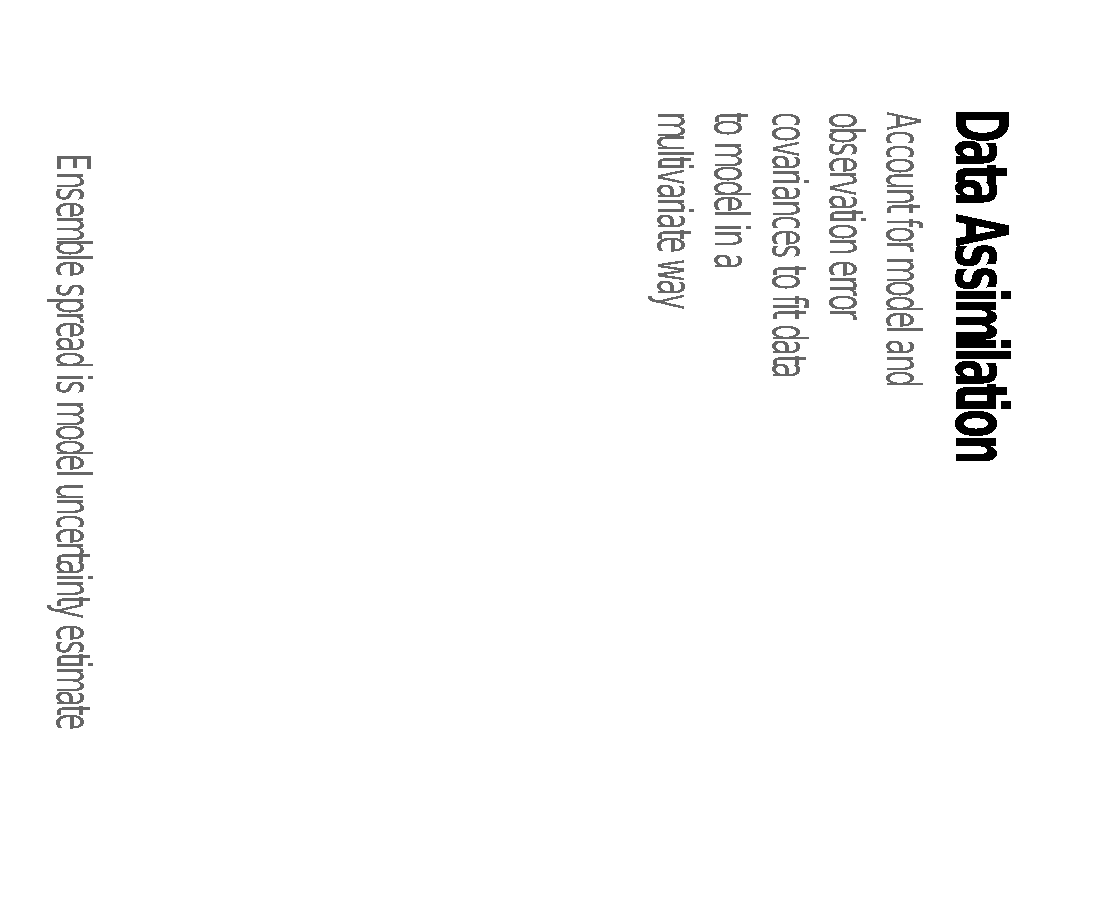 Data Assimilation
Account for model and
observation error
covariances to fit data
to model in a
multivariate way
Ensemble spread is model uncertainty estimate